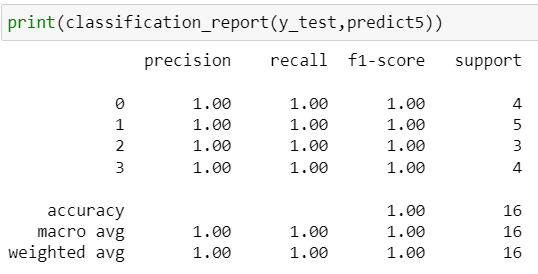 print(classification_report(y_test,predict5))
precision recall f1-score support
0 1.00 1.00 1.00 4
1 1.00 1.00 1.00 5
2 1.00 1.00 1.00 3
3 1.00 1.00 1.00 4
accuracy 1.00 16
macro avg 1.00 1.00 1.00 16
weighted avg 1.00 1.00 1.00 16